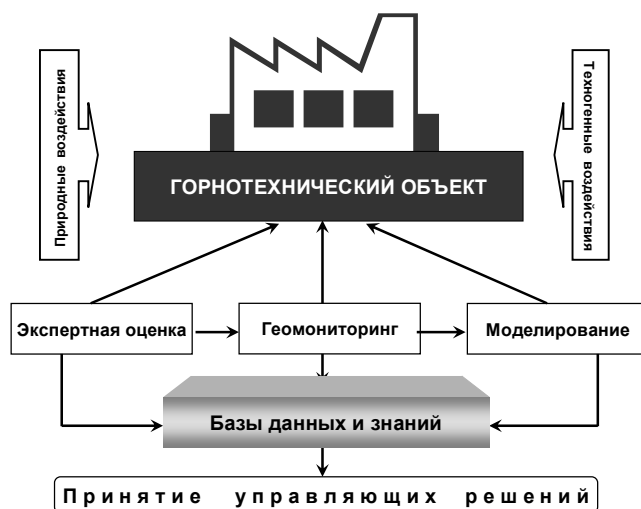 Природные воздействия
Техногенные воздействия
ГОРНОТЕХНИЧЕСКИЙ ОБЪЕКТ
Экспертная оценка
Геомониторинг
Моделирование
Базы данных и знаний
Принятие управляющих решений